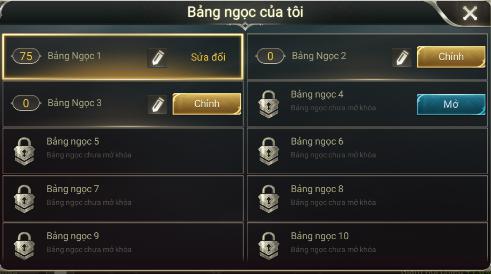 Bảng ngọc của tôi
75 Bảng Ngọc 1 Sửa đổi
0 Bảng Ngọc 2 Chỉnh
0 Bảng Ngọc 3 Chỉnh
Bảng ngọc 4 Mở
Bảng ngọc chưa mở khóa
Bảng ngọc 5
Bảng ngọc chưa mở khóa
Bảng ngọc 6
Bảng ngọc chưa mở khóa
Bảng ngọc 7
Bảng ngọc chưa mở khóa
Bảng ngọc 8
Bảng ngọc chưa mở khóa
Bảng ngọc 9
Bảng ngọc chưa mở khóa
Bảng ngọc 10
Bảng ngọc chưa mở khóa